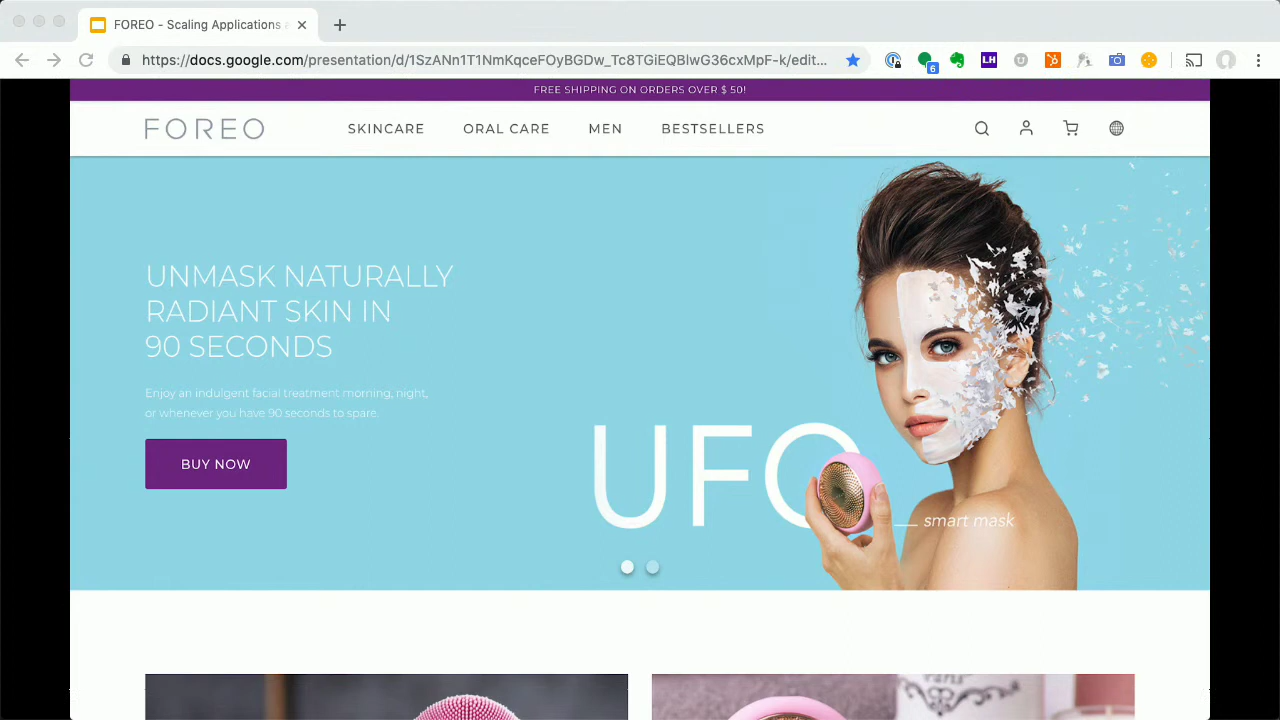 FOREO - Scaling Applications
https://docs.google.com/presentation/d/1SzANn1T1NmKqceFOyBGDw_Tc8TGiEQBlwG36cxMpF-k/edit...
6
LH
FREE SHIPPING ON ORDERS OVER $ 50!
FOREO
SKINCARE ORAL CARE MEN BESTSELLERS
UNMASK NATURALLY
RADIANT SKIN IN
90 SECONDS
Enjoy an indulgent facial treatment morning, night,
or whenever you have 90 seconds to spare.
BUY NOW
UFO
smart mask